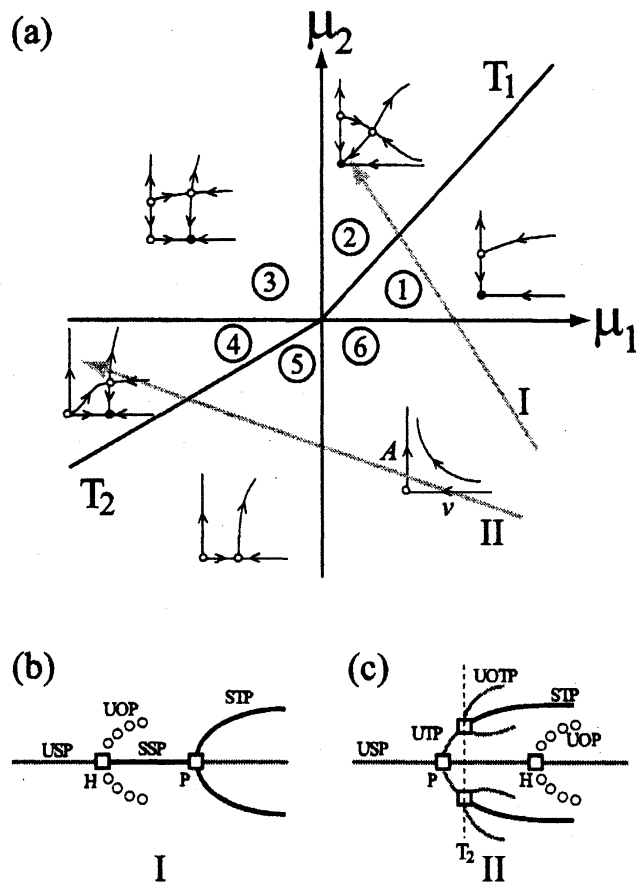 (a)
μ2
T1
②
①
③
μ1
④
⑤
⑥
I
A
v
T2
II
(b)
(c)
UOP
STP
USP
SSP
H
P
I
UOTP
STP
UTP
UOP
USP
P
H
T2
II